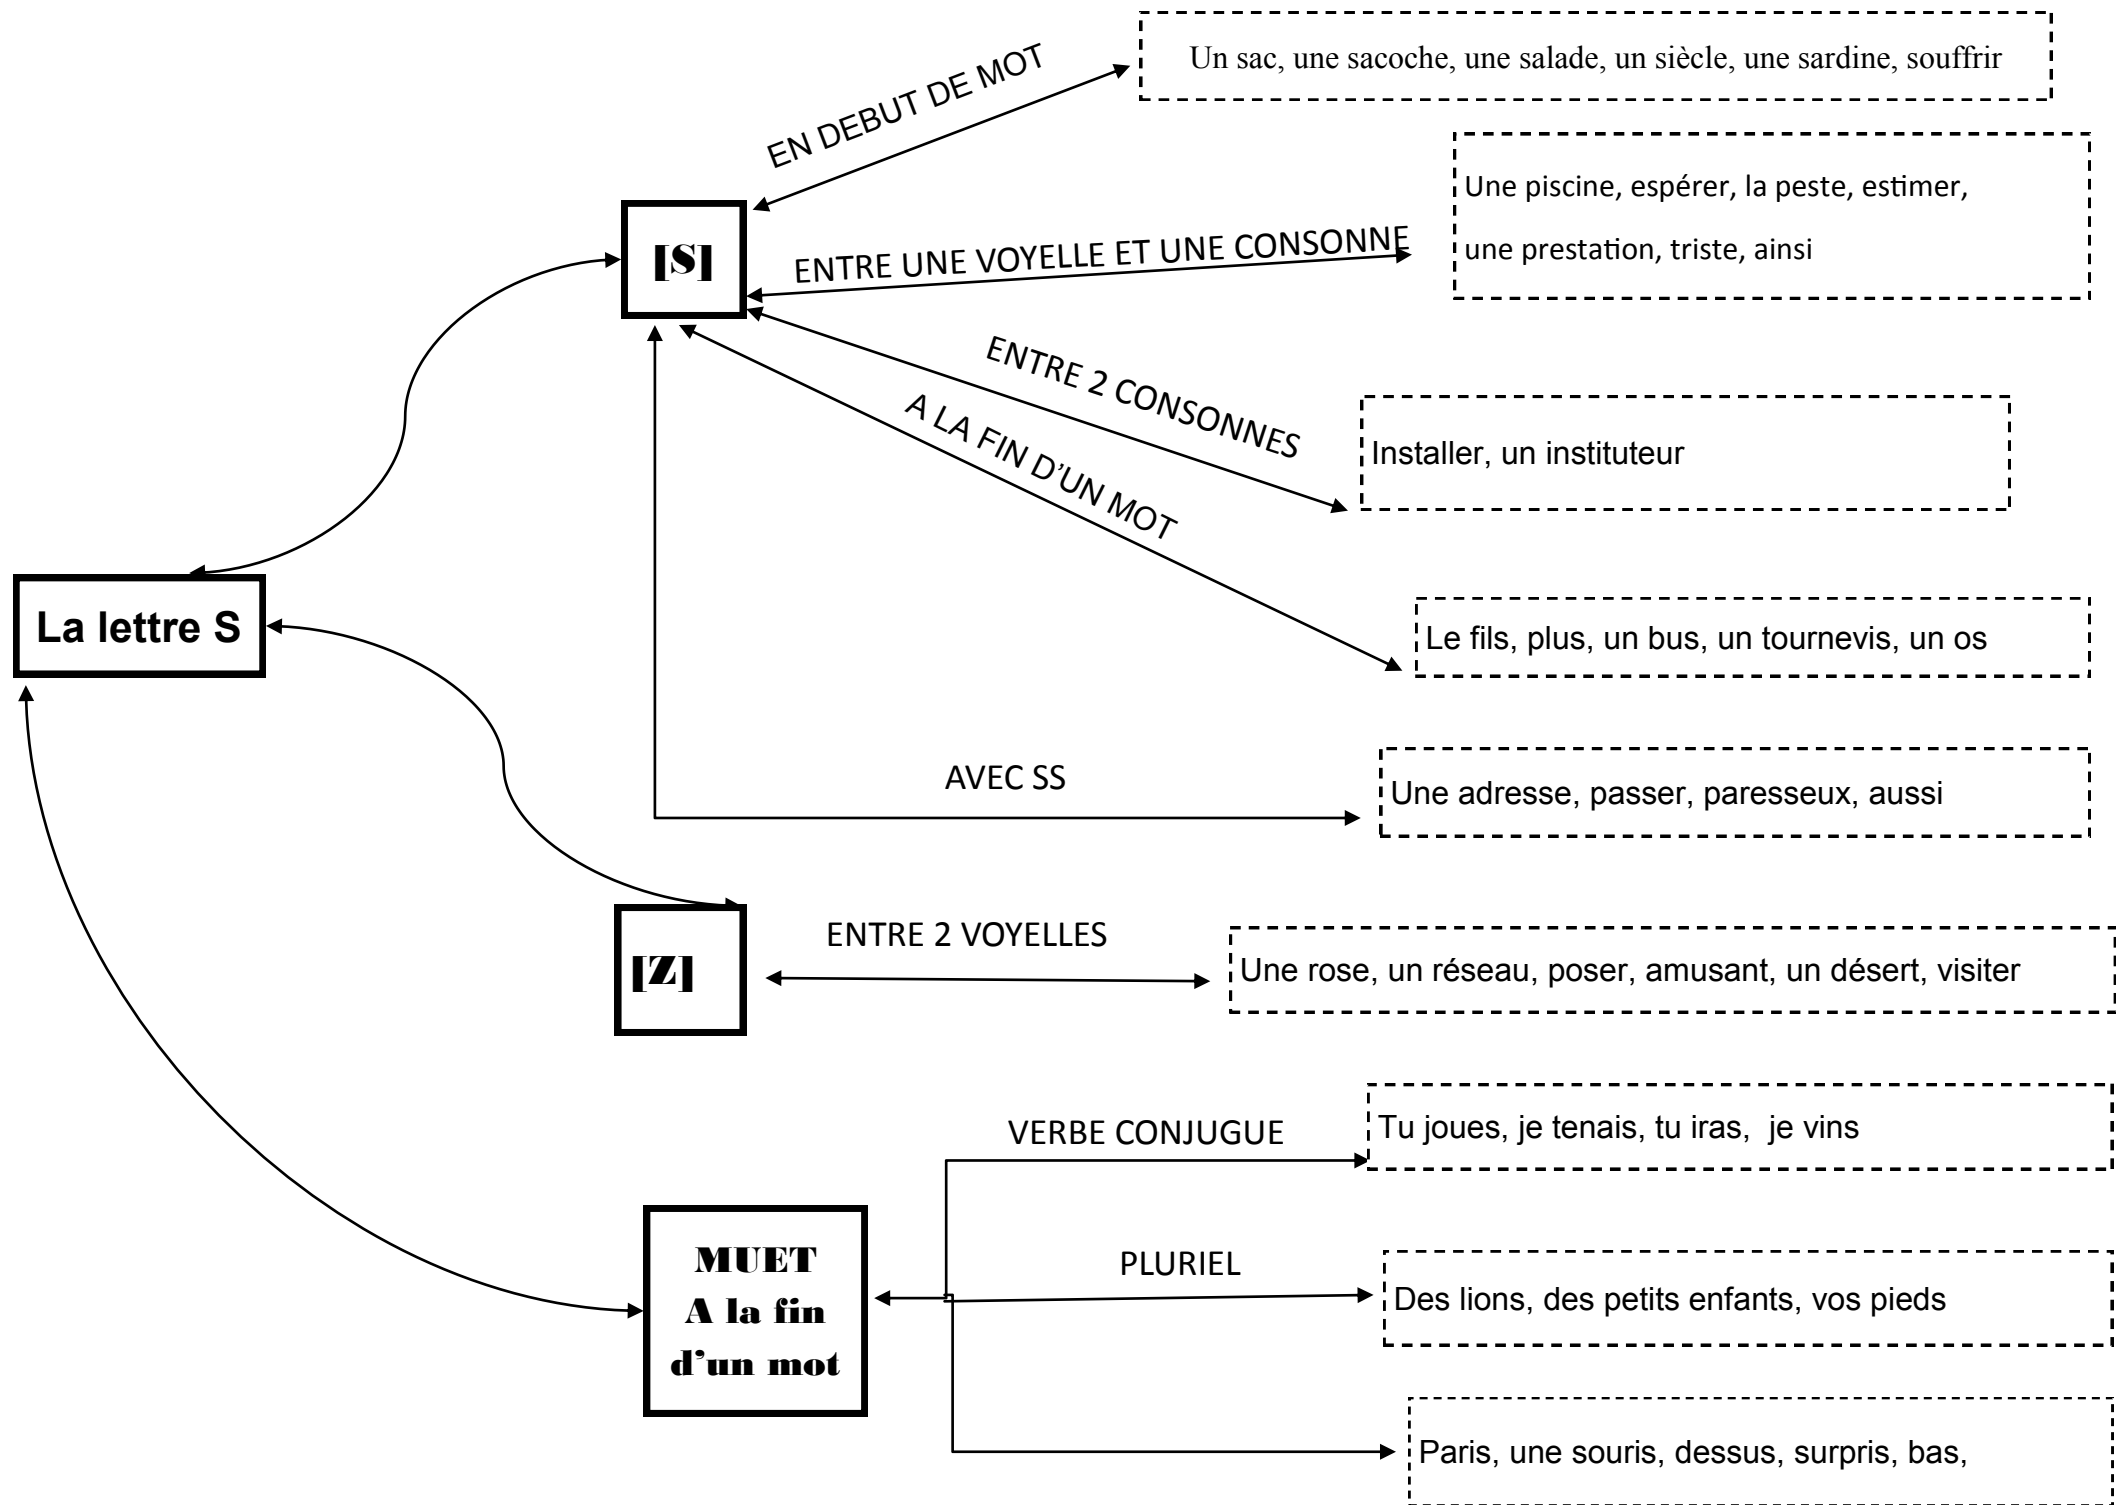 La lettre S
[S]
EN DEBUT DE MOT
Un sac, une sacoche, une salade, un siècle, une sardine, souffrir
ENTRE UNE VOYELLE ET UNE CONSONNE
Une piscine, espérer, la peste, estimer,
une prestation, triste, ainsi
ENTRE 2 CONSONNES
Installer, un instituteur
A LA FIN D’UN MOT
Le fils, plus, un bus, un tournevis, un os
AVEC SS
Une adresse, passer, paresseux, aussi
[Z]
ENTRE 2 VOYELLES
Une rose, un réseau, poser, amusant, un désert, visiter
MUET
A la fin
d’un mot
VERBE CONJUGUE
Tu joues, je tenais, tu iras, je vins
PLURIEL
Des lions, des petits enfants, vos pieds
Paris, une souris, dessus, surpris, bas,